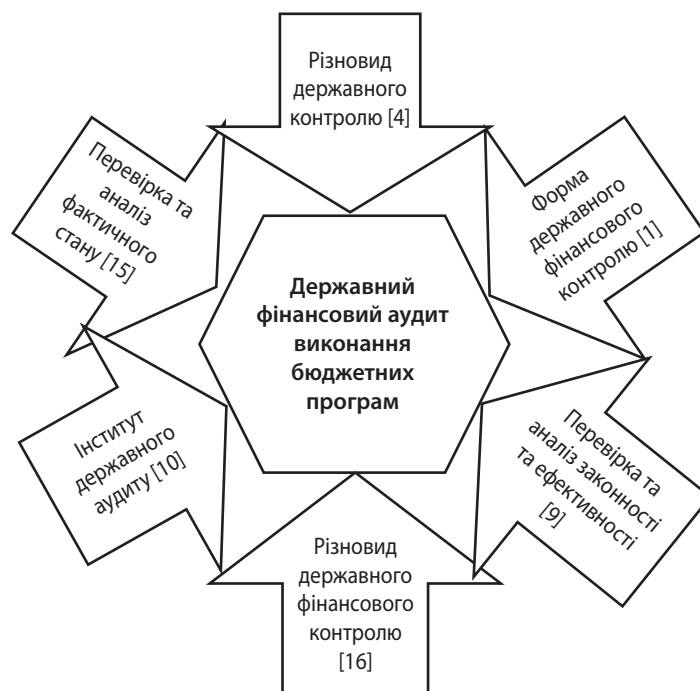 Різновид
державного
контролю [4]
Форма
державного
фінансового
контролю [1]
Перевірка та
аналіз законності
та ефективності
[9]
Різновид
державного
фінансового
контролю
[16]
Інститут
державного
аудиту [10]
Перевірка та
аналіз
фактичного
стану [15]
Державний
фінансовий аудит
виконання
бюджетних
програм